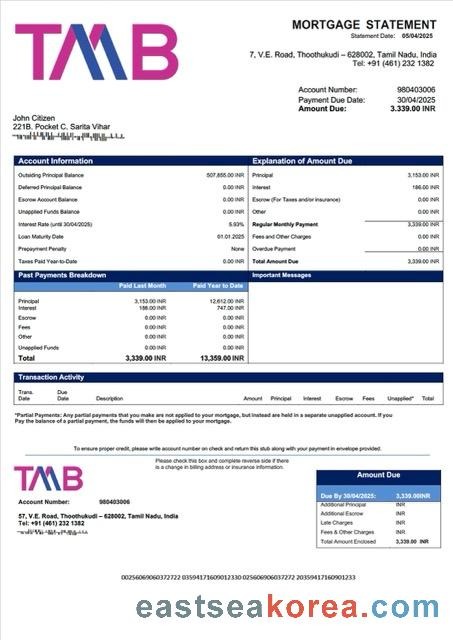 TMB
MORTGAGE STATEMENT
Statement Date: 05/04/2025
7, V.E. Road, Thoothukudi – 628002, Tamil Nadu, India
Tel: +91 (461) 232 1382
Account Number: 980403006
Payment Due Date: 30/04/2025
Amount Due: 3.339.00 INR
John Citizen
221B, Pocket C, Sarita Vihar
Account Information
Outsiding Principal Balance 507,855.00 INR
Deferred Principal Balance 0.00 INR
Escrow Account Balance 0.00 INR
Unapplied Funds Balance 0.00 INR
Interest Rate (until 30/04/2025) 5.93%
Loan Maturity Date 01.01.2025
Prepayment Penalty None
Taxes Paid Year-to-Date 0.00 INR
Explanation of Amount Due
Principal 3,153.00 INR
Interest 186.00 INR
Escrow (For Taxes and/or insurance) 0.00 INR
Other 0.00 INR
Regular Monthly Payment 3,339.00 INR
Fees and Other Charges 0.00 INR
Overdue Payment 0.00 INR
Total Amount Due 3,339.00 INR
Past Payments Breakdown
Paid Last Month Paid Year to Date
Principal 3,153.00 INR 12,612.00 INR
Interest 186.00 INR 747.00 INR
Escrow 0.00 INR 0.00 INR
Fees 0.00 INR 0.00 INR
Other 0.00 INR 0.00 INR
Unapplied Funds 0.00 INR 0.00 INR
Total 3,339.00 INR 13,359.00 INR
Important Messages
Transaction Activity
Trans. Date Due Date Description Amount Principal Interest Escrow Fees Unapplied* Total
*Partial Payments: Any partial payments that you make are not applied to your mortgage, but instead are held in a separate unapplied account. If you
Pay the balance of a partial payment, the funds will then be applied to your mortgage.
To ensure proper credit, please write account number on check and return this stub along with your payment in envelope provided.
Please check this box and complete reverse side if there
is a change in billing address or insurance information.
TMB
Account Number: 980403006
57, V.E. Road, Thoothukudi – 628002, Tamil Nadu, India
Tel: +91 (461) 232 1382
Amount Due
Due By 30/04/2025: 3,339.00INR
Additional Principal INR
Additional Escrow INR
Late Charges INR
Fees & Other Charges INR
Total Amount Enclosed 3,339.00 INR
00256069060372722 03594171609012330 025606906037272 20359417160901233
eastseakorea.com